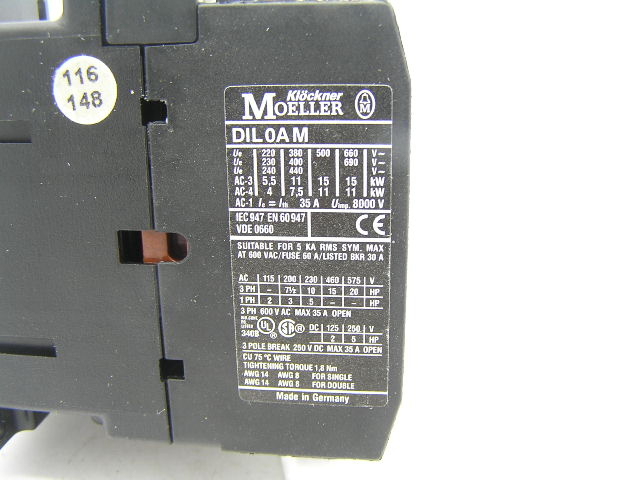 116
148
Klöckner
MOELLER
DIL0AM
Ue 220 380 500 660 V~
Ue 230 400 690 V~
Ue 240 440 V~
AC-3 5,5 11 15 15 kW
AC-4 4 7,5 11 11 kW
AC-1 Ie = Ith 35 A Uimp. 8000 V
IEC 947 EN 60 947
VDE 0660
CE
SUITABLE FOR 5 KA RMS SYM. MAX
AT 600 VAC/FUSE 60 A/LISTED BKR 30 A
AC 115 200 230 460 575 V
3 PH – 7½ 10 15 20 HP
1 PH 2 3 5 – – HP
3 PH 600 V AC MAX 35 A OPEN
LISTED
340B
UL SA
DC 125 250 V
2 5 HP
3 POLE BREAK 250 V DC MAX 35 A OPEN
CU 75 °C WIRE
TIGHTENING TORQUE 1,8 Nm
AWG 14 AWG 8 FOR SINGLE
AWG 14 AWG 8 FOR DOUBLE
Made in Germany